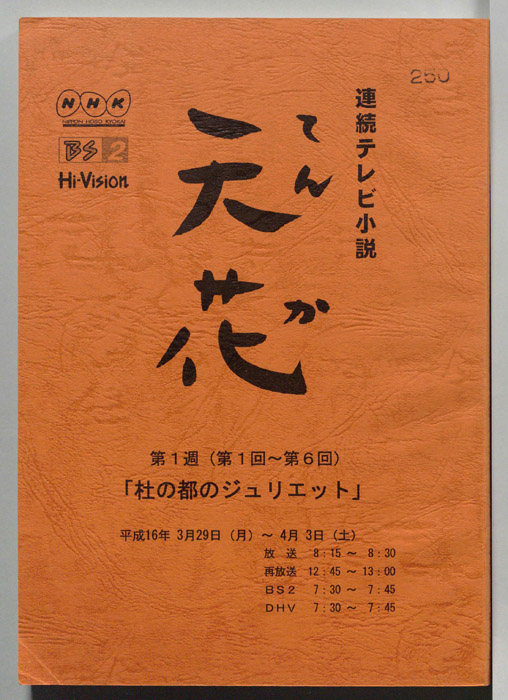 250
連続テレビ小説
NHK
NIPPON HOSO KYOKAI
BS2
Hi-Vision
天花
てんか
第1週（第1回～第6回）
「杜の都のジュリエット」
平成16年 3月29日（月）～ 4月 3日（土）
放 送 8：15～ 8：30
再放送 12：45～13：00
BS2 7：30～ 7：45
DHV 7：30～ 7：45